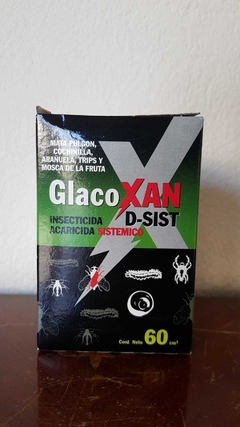 MATA PULGON,
COCHINILLA,
ARAÑUELA, TRIPS Y
MOSCA DE LA FRUTA
GlacoXAN
D-SIST
INSECTICIDA
ACARICIDA SISTEMICO
Cont. Neto 60 cm³